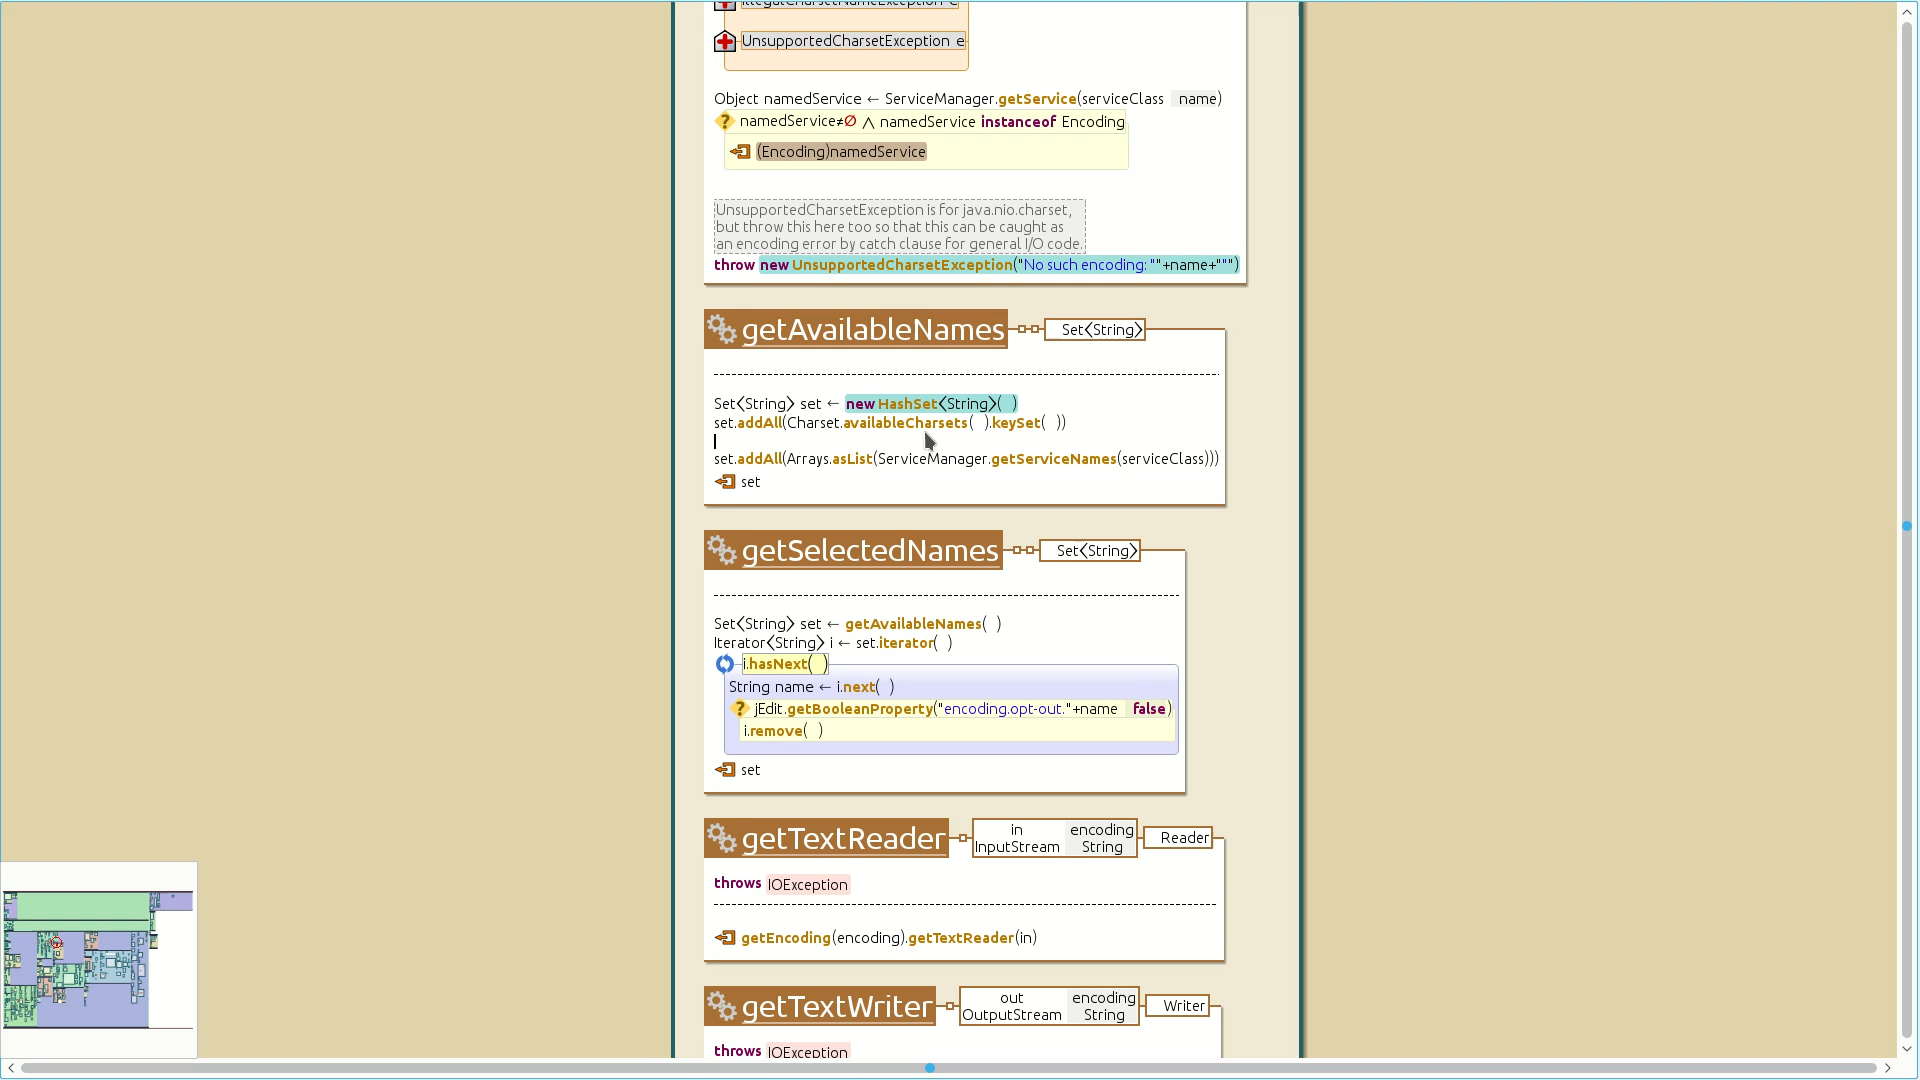 IllegalCharsetNameException e
UnsupportedCharsetException e
Object namedService ← ServiceManager.getService(serviceClass name)
? namedService≠∅ ∧ namedService instanceof Encoding
(Encoding)namedService
UnsupportedCharsetException is for java.nio.charset,
but throw this here too so that this can be caught as
an encoding error by catch clause for general I/O code.
throw new UnsupportedCharsetException("No such encoding: ""+name+""")
getAvailableNames Set<String>
Set<String> set ← new HashSet<String>( )
set.addAll(Charset.availableCharsets( ).keySet( ))
set.addAll(Arrays.asList(ServiceManager.getServiceNames(serviceClass)))
set
getSelectedNames Set<String>
Set<String> set ← getAvailableNames( )
Iterator<String> i ← set.iterator( )
i.hasNext( )
String name ← i.next( )
? jEdit.getBooleanProperty("encoding.opt-out."+name false)
i.remove( )
set
getTextReader in encoding Reader
InputStream String
throws IOException
getEncoding(encoding).getTextReader(in)
getTextWriter out encoding Writer
OutputStream String
throws IOException